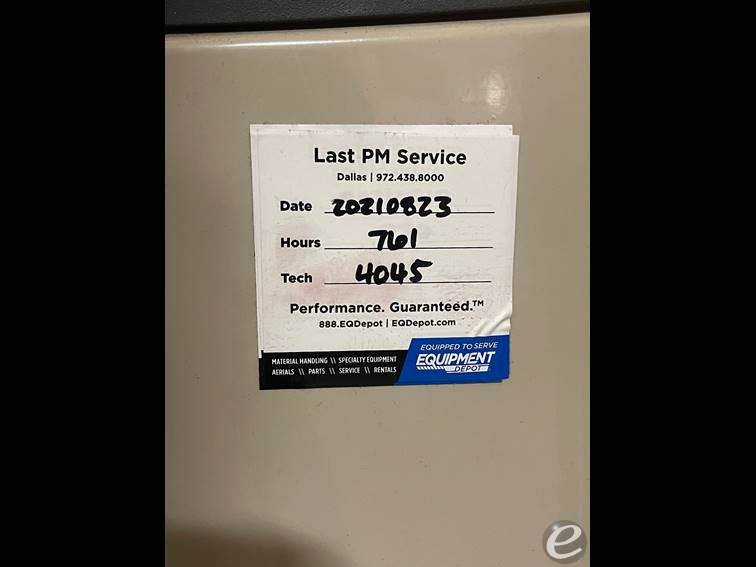 Last PM Service
Dallas | 972.438.8000
Date 20210823
Hours 761
Tech 4045
Performance. Guaranteed.™
888.EQDepot | EQDepot.com
EQUIPPED TO SERVE
EQUIPMENT
DEPOT
MATERIAL HANDLING \\ SPECIALTY EQUIPMENT
AERIALS \\ PARTS \\ SERVICE \\ RENTALS
e